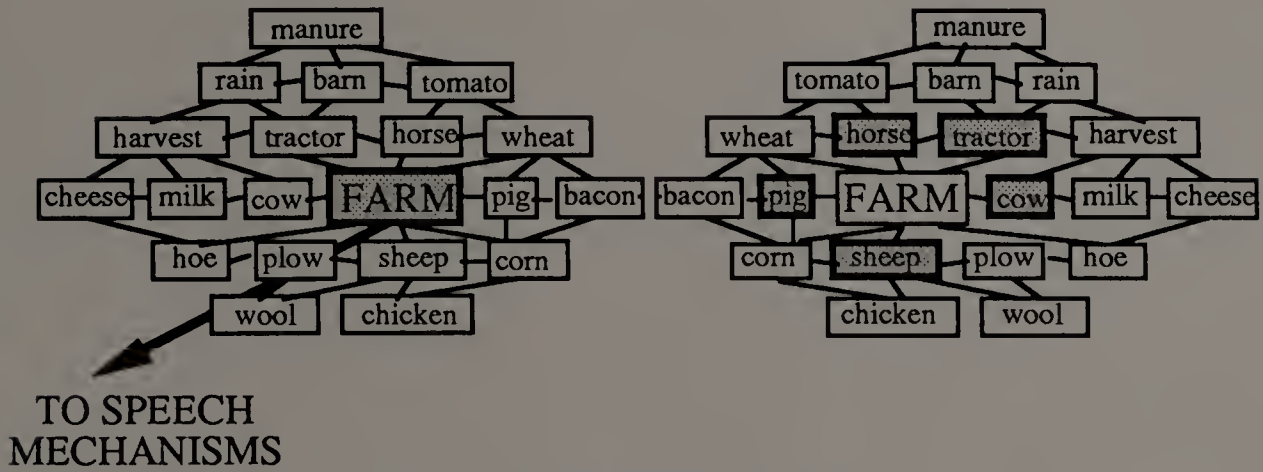 manure
rain barn tomato
harvest tractor horse wheat
cheese milk cow FARM pig bacon
hoe plow sheep corn
wool chicken
TO SPEECH
MECHANISMS
manure
tomato barn rain
wheat horse tractor harvest
bacon pig FARM cow milk cheese
corn sheep plow hoe
chicken wool